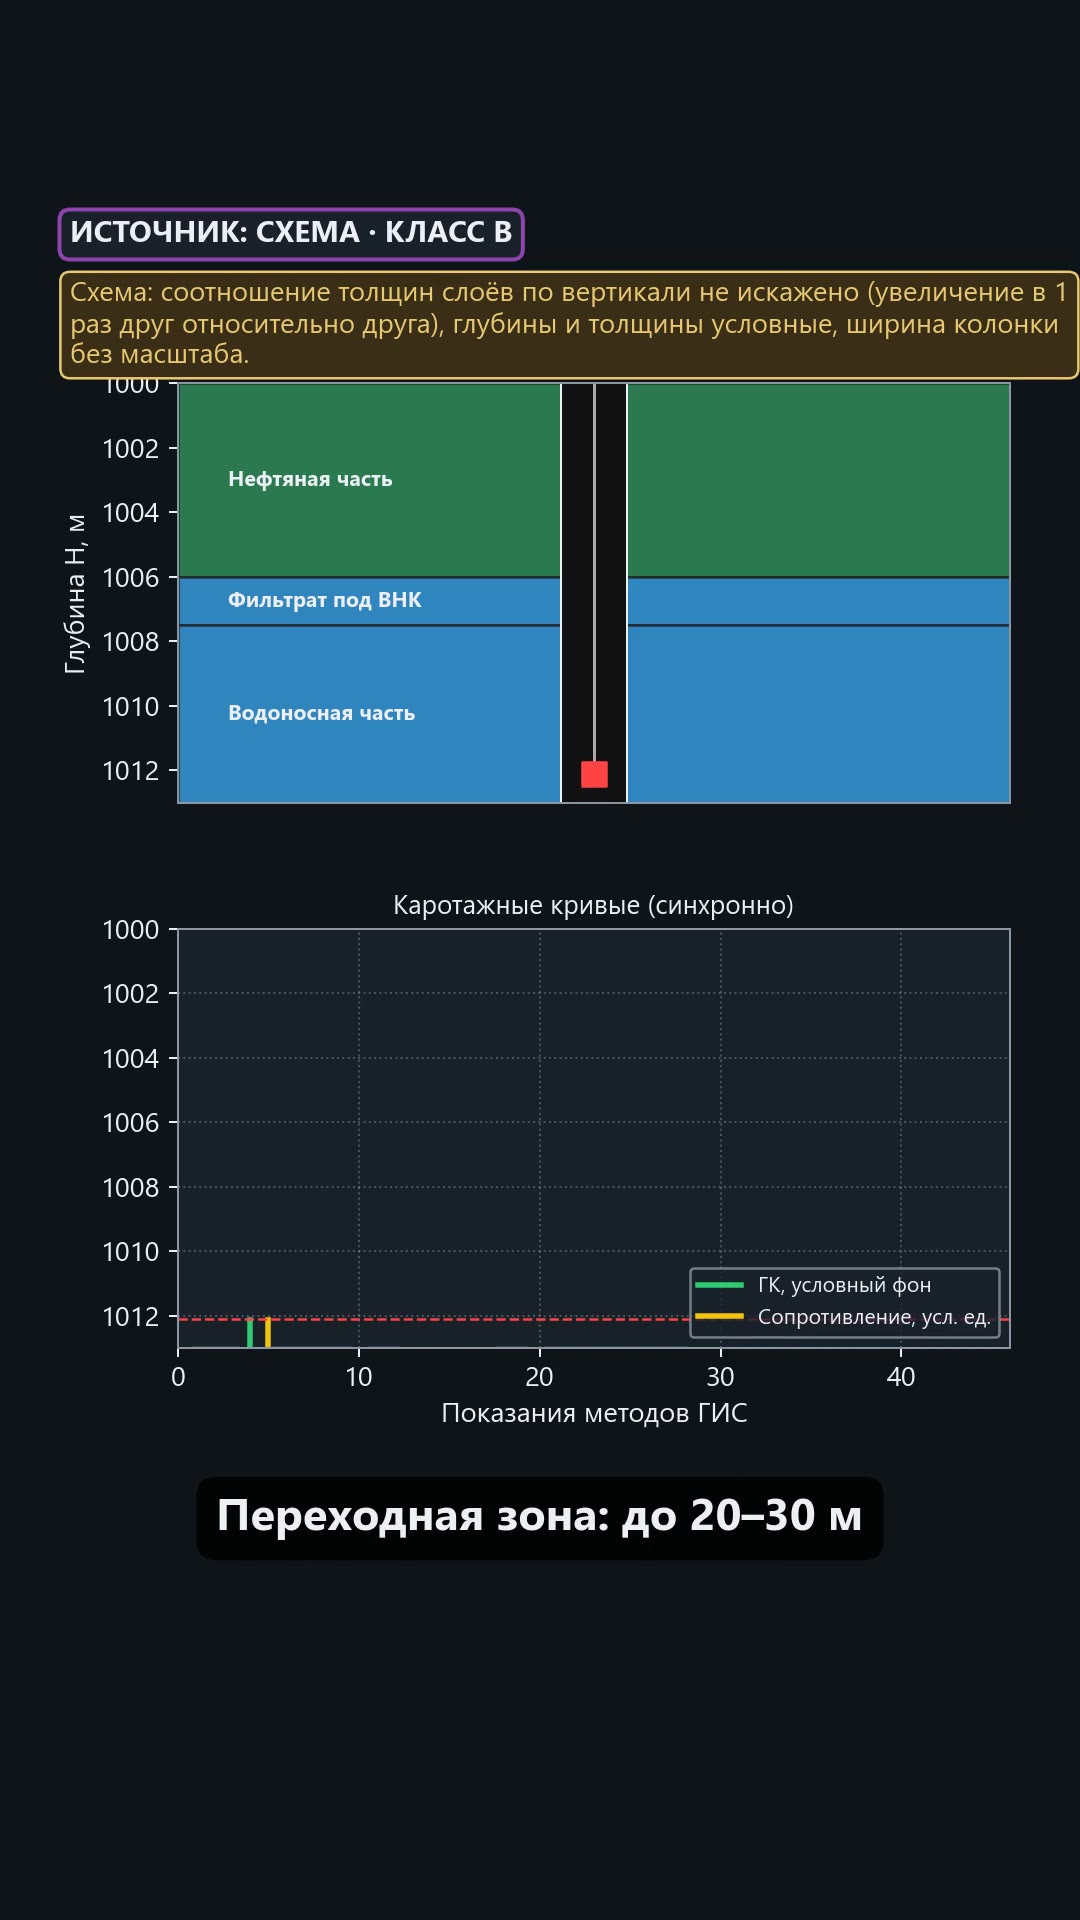 ИСТОЧНИК: СХЕМА · КЛАСС B
Схема: соотношение толщин слоёв по вертикали не искажено (увеличение в 1
раз друг относительно друга), глубины и толщины условные, ширина колонки
без масштаба.
1000
1002
1004
1006
1008
1010
1012
Глубина H, м
Нефтяная часть
Фильтрат под ВНК
Водоносная часть
Каротажные кривые (синхронно)
1000
1002
1004
1006
1008
1010
1012
ГК, условный фон
Сопротивление, усл. ед.
0 10 20 30 40
Показания методов ГИС
Переходная зона: до 20–30 м